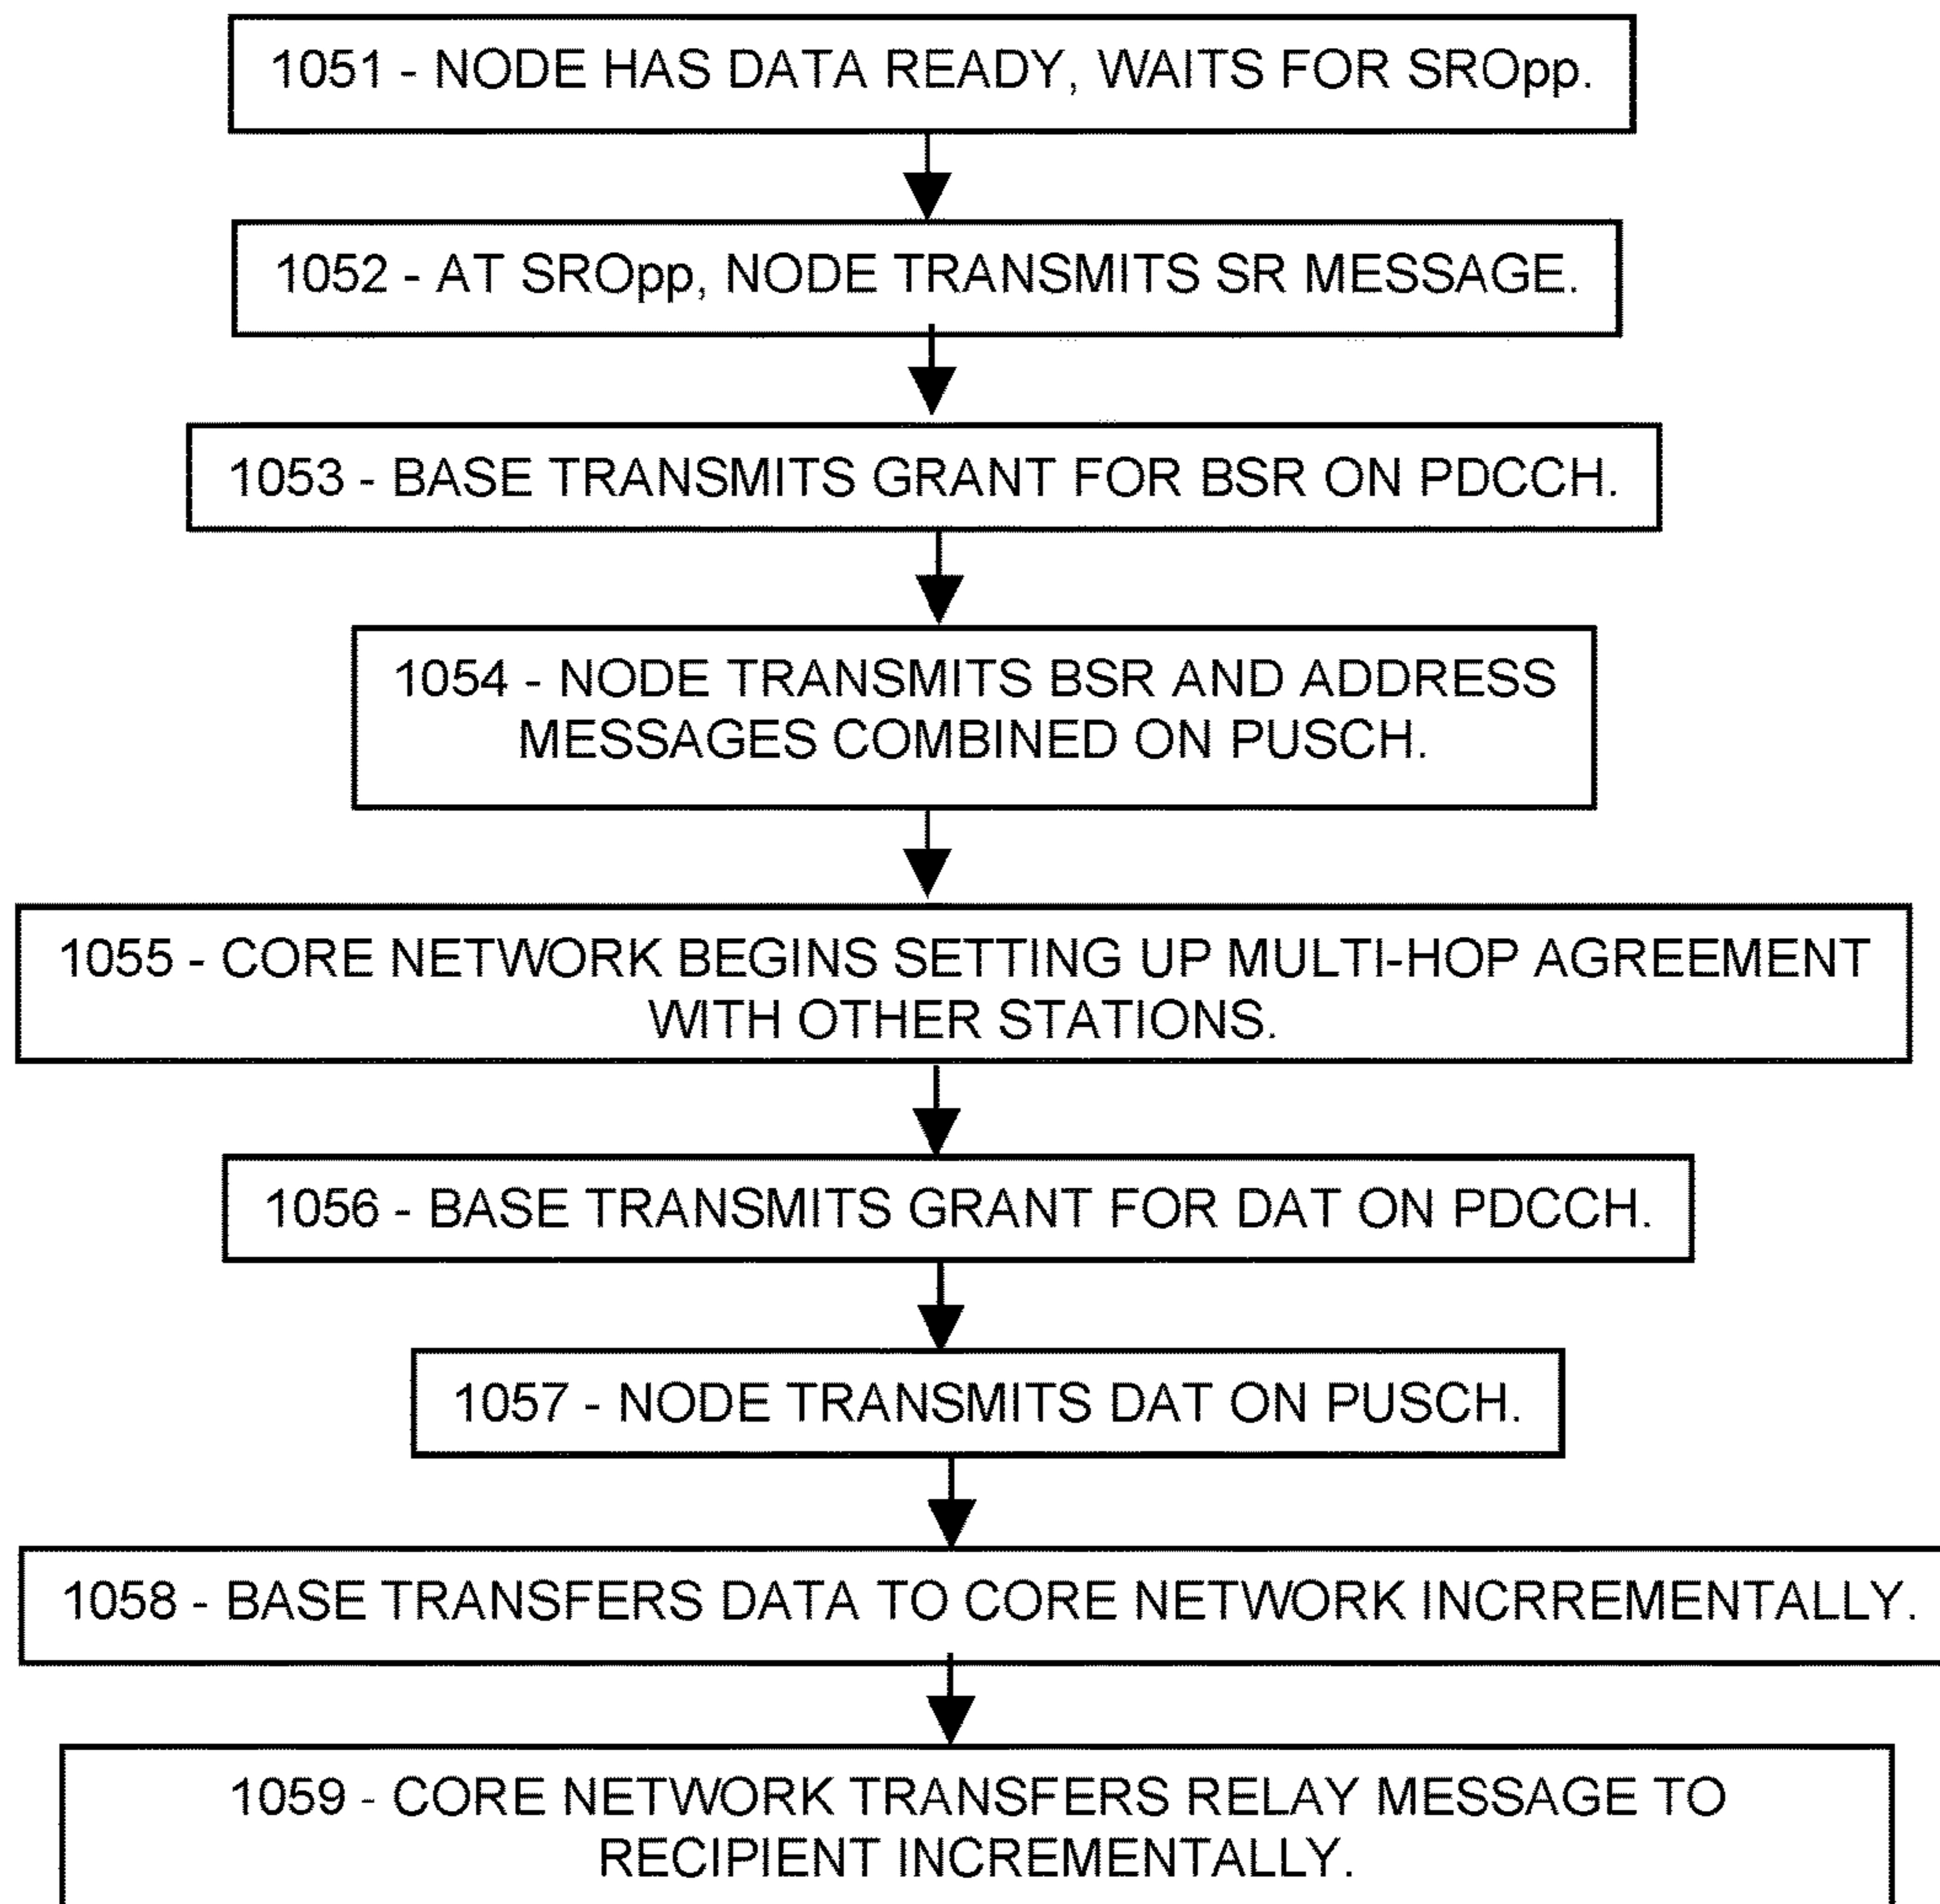 1051 - NODE HAS DATA READY, WAITS FOR SROpp.
1052 - AT SROpp, NODE TRANSMITS SR MESSAGE.
1053 - BASE TRANSMITS GRANT FOR BSR ON PDCCH.
1054 - NODE TRANSMITS BSR AND ADDRESS
MESSAGES COMBINED ON PUSCH.
1055 - CORE NETWORK BEGINS SETTING UP MULTI-HOP AGREEMENT
WITH OTHER STATIONS.
1056 - BASE TRANSMITS GRANT FOR DAT ON PDCCH.
1057 - NODE TRANSMITS DAT ON PUSCH.
1058 - BASE TRANSFERS DATA TO CORE NETWORK INCRREMENTALLY.
1059 - CORE NETWORK TRANSFERS RELAY MESSAGE TO
RECIPIENT INCREMENTALLY.